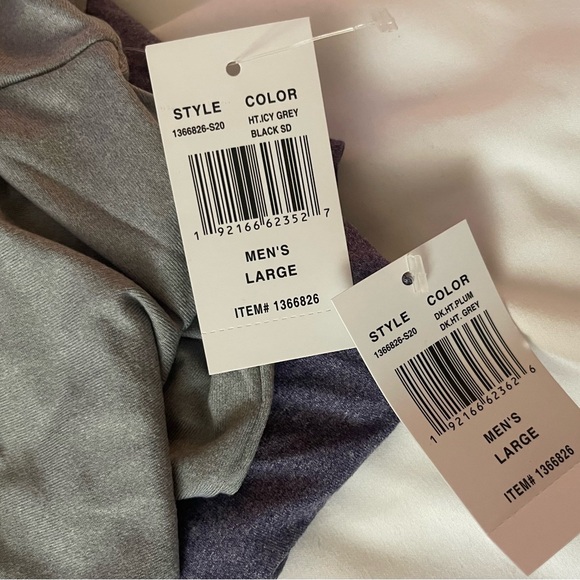 STYLE COLOR
1366826-S20 HT.ICY GREY
BLACK SD
1 92166 62352 7
MEN'S
LARGE
ITEM# 1366826
STYLE COLOR
1366826-S20 DK.HT.PLUM
DK.HT. GREY
1 92166 62362 6
MEN'S
LARGE
ITEM# 1366826